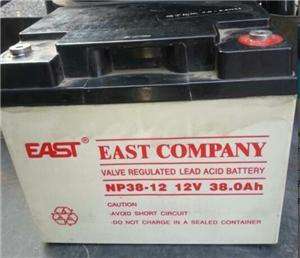 EAST® EAST COMPANY
VALVE REGULATED LEAD ACID BATTERY
NP38-12 12V 38.0Ah
CAUTION
-AVOID SHORT CIRCUIT
-DO NOT CHARGE IN A SEALED CONTAINER